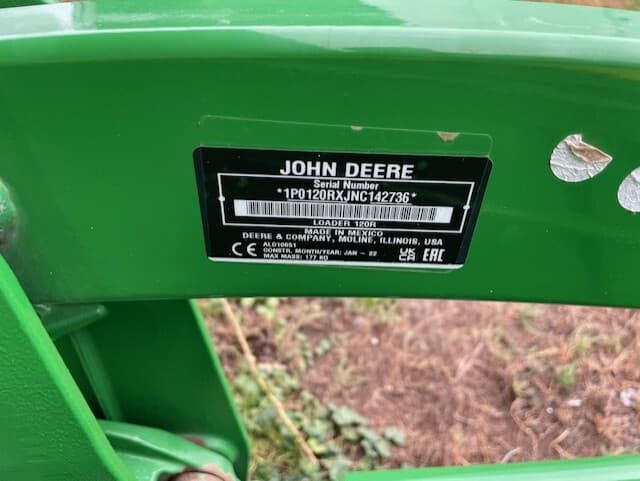 JOHN DEERE
Serial Number
*1P0120RXJNC142736*
LOADER 120R
MADE IN MEXICO
DEERE & COMPANY, MOLINE, ILLINOIS, USA
CE ALO10651
CONSTR. MONTH/YEAR: JAN - 22
MAX MASS: 177 KG
UK CA EAC